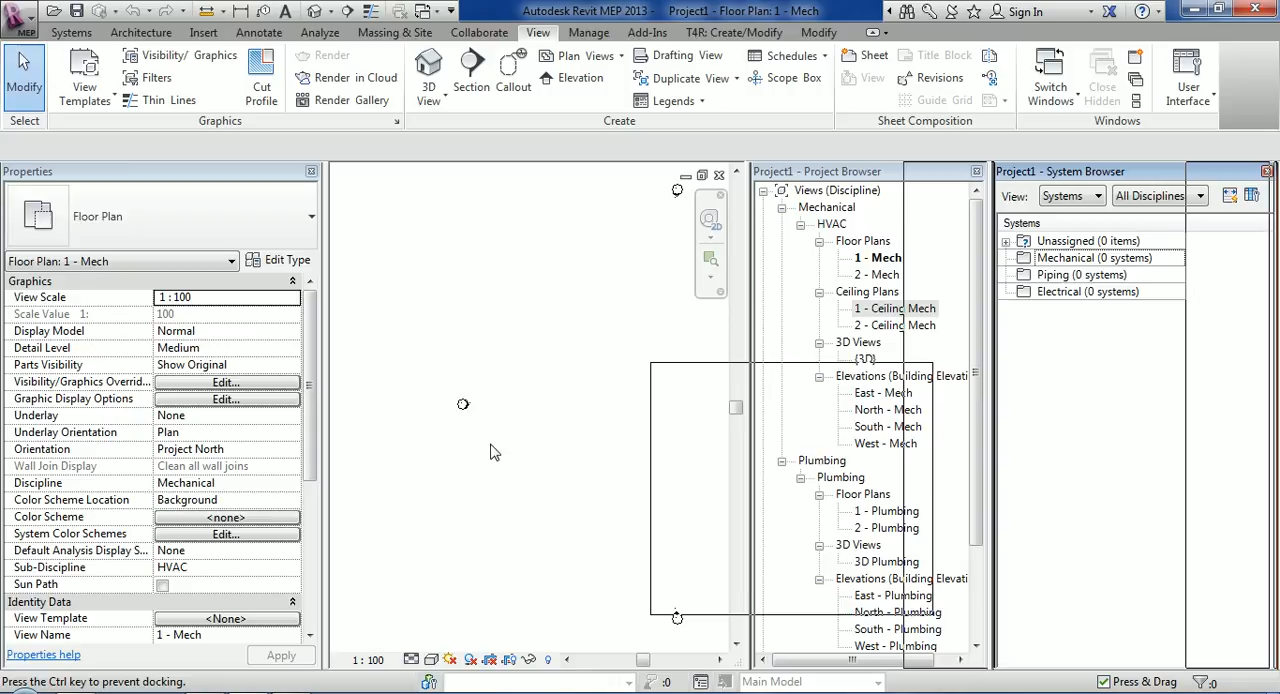 MEP
Autodesk Revit MEP 2013 - Project1 - Floor Plan: 1 - Mech
Sign In
Systems Architecture Insert Annotate Analyze Massing & Site Collaborate View Manage Add-Ins T4R: Create/Modify Modify
Modify
View Templates
Visibility/ Graphics
Filters
Thin Lines
Cut Profile
Render
Render in Cloud
Render Gallery
3D View
Section
Callout
Plan Views
Elevation
Drafting View
Duplicate View
Legends
Schedules
Scope Box
Sheet
View
Title Block
Revisions
Guide Grid
Switch Windows
Close Hidden
User Interface
Select Graphics Create Sheet Composition Windows
Properties
Floor Plan
Floor Plan: 1 - Mech Edit Type
Graphics
View Scale 1 : 100
Scale Value 1: 100
Display Model Normal
Detail Level Medium
Parts Visibility Show Original
Visibility/Graphics Overrid... Edit...
Graphic Display Options Edit...
Underlay None
Underlay Orientation Plan
Orientation Project North
Wall Join Display Clean all wall joins
Discipline Mechanical
Color Scheme Location Background
Color Scheme <none>
System Color Schemes Edit...
Default Analysis Display S... None
Sub-Discipline HVAC
Sun Path
Identity Data
View Template <None>
View Name 1 - Mech
Properties help Apply
2D
1 : 100
Project1 - Project Browser
Views (Discipline)
Mechanical
HVAC
Floor Plans
1 - Mech
2 - Mech
Ceiling Plans
1 - Ceiling Mech
2 - Ceiling Mech
3D Views
{3D}
Elevations (Building Elevati
East - Mech
North - Mech
South - Mech
West - Mech
Plumbing
Plumbing
Floor Plans
1 - Plumbing
2 - Plumbing
3D Views
3D Plumbing
Elevations (Building Elevati
East - Plumbing
North - Plumbing
South - Plumbing
West - Plumbing
Project1 - System Browser
View: Systems All Disciplines
Systems
Unassigned (0 items)
Mechanical (0 systems)
Piping (0 systems)
Electrical (0 systems)
Press the Ctrl key to prevent docking. :0 Main Model Press & Drag :0